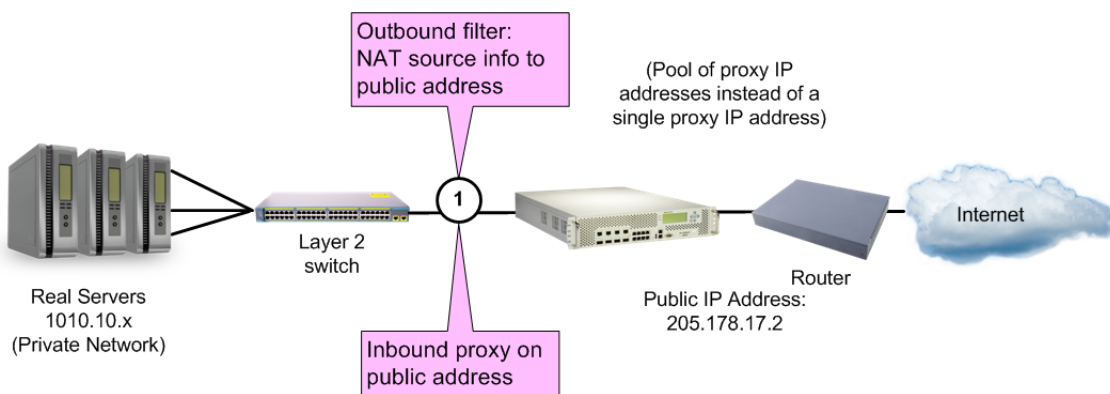 Outbound filter:
NAT source info to
public address
(Pool of proxy IP
addresses instead of a
single proxy IP address)
1
Internet
Layer 2
switch
Router
Real Servers
1010.10.x
(Private Network)
Public IP Address:
205.178.17.2
Inbound proxy on
public address